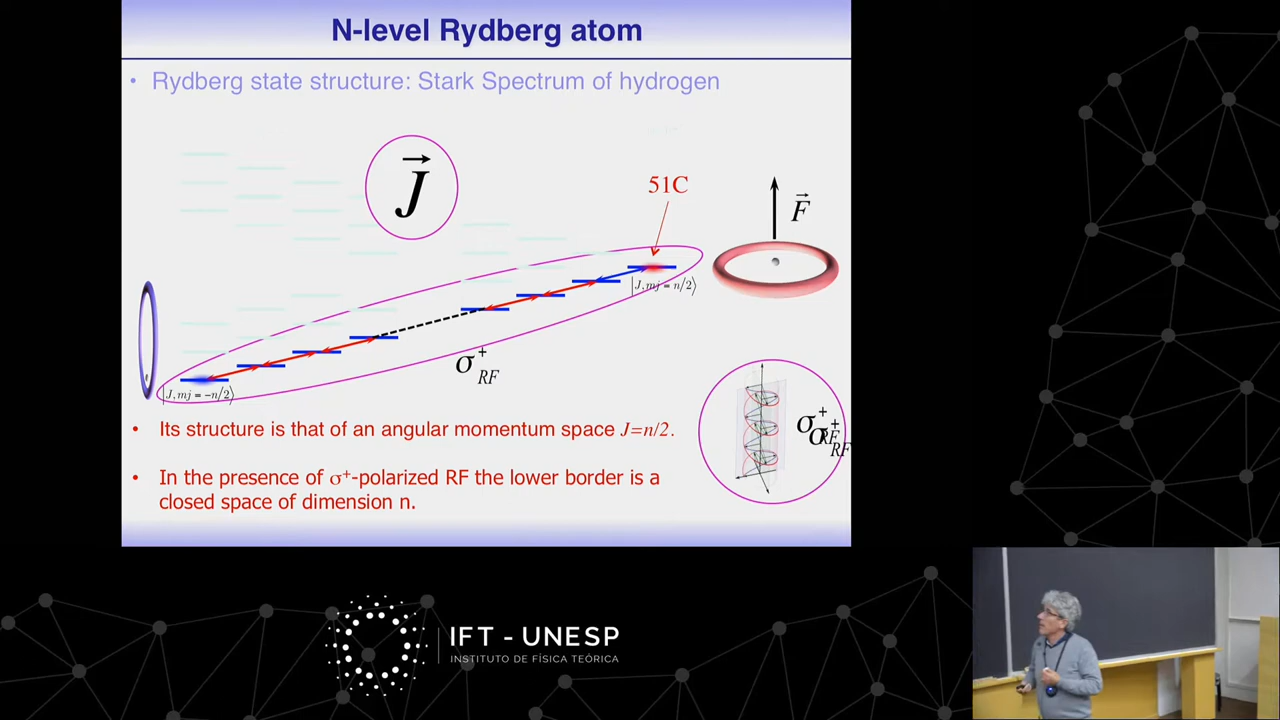 N-level Rydberg atom
• Rydberg state structure: Stark Spectrum of hydrogen
J
51C
F
|J, mj = n/2⟩
σ+RF
|J, mj = -n/2⟩
σ+RF
σ+RF
• Its structure is that of an angular momentum space J=n/2.
• In the presence of σ+-polarized RF the lower border is a
closed space of dimension n.
IFT - UNESP
INSTITUTO DE FÍSICA TEÓRICA